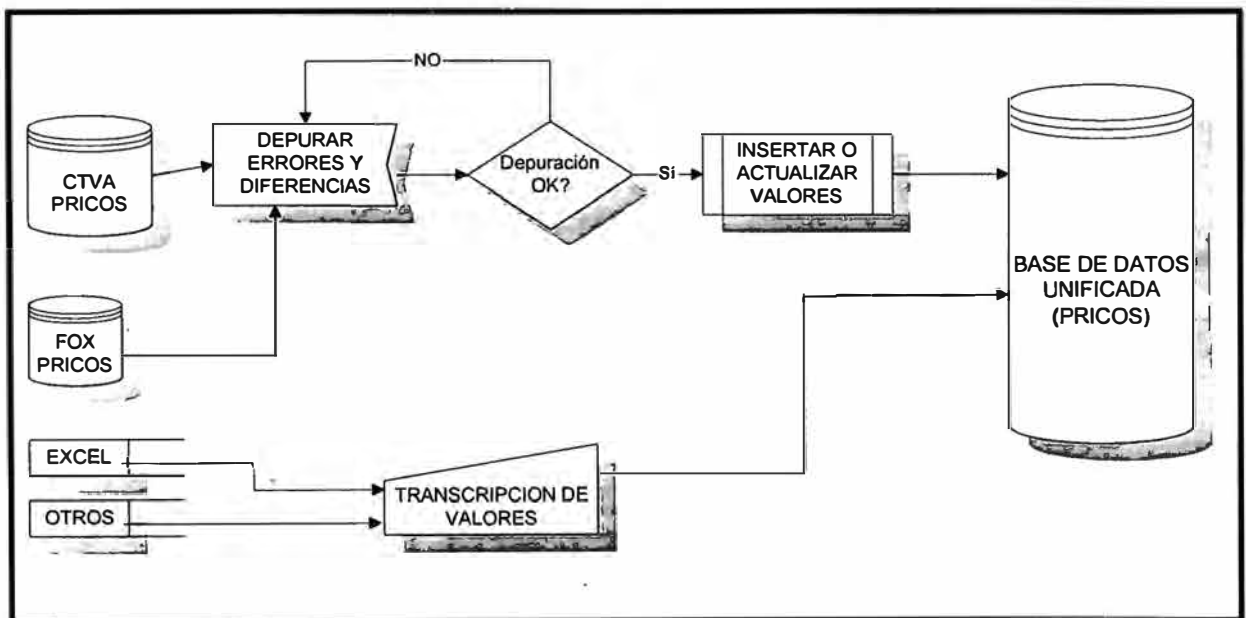 NO
CTVA
PRICOS
DEPURAR
ERRORES Y
DIFERENCIAS
Depuración
OK?
Sí
INSERTAR O
ACTUALIZAR
VALORES
BASE DE DATOS
UNIFICADA
(PRICOS)
FOX
PRICOS
EXCEL
OTROS
TRANSCRIPCION DE
VALORES